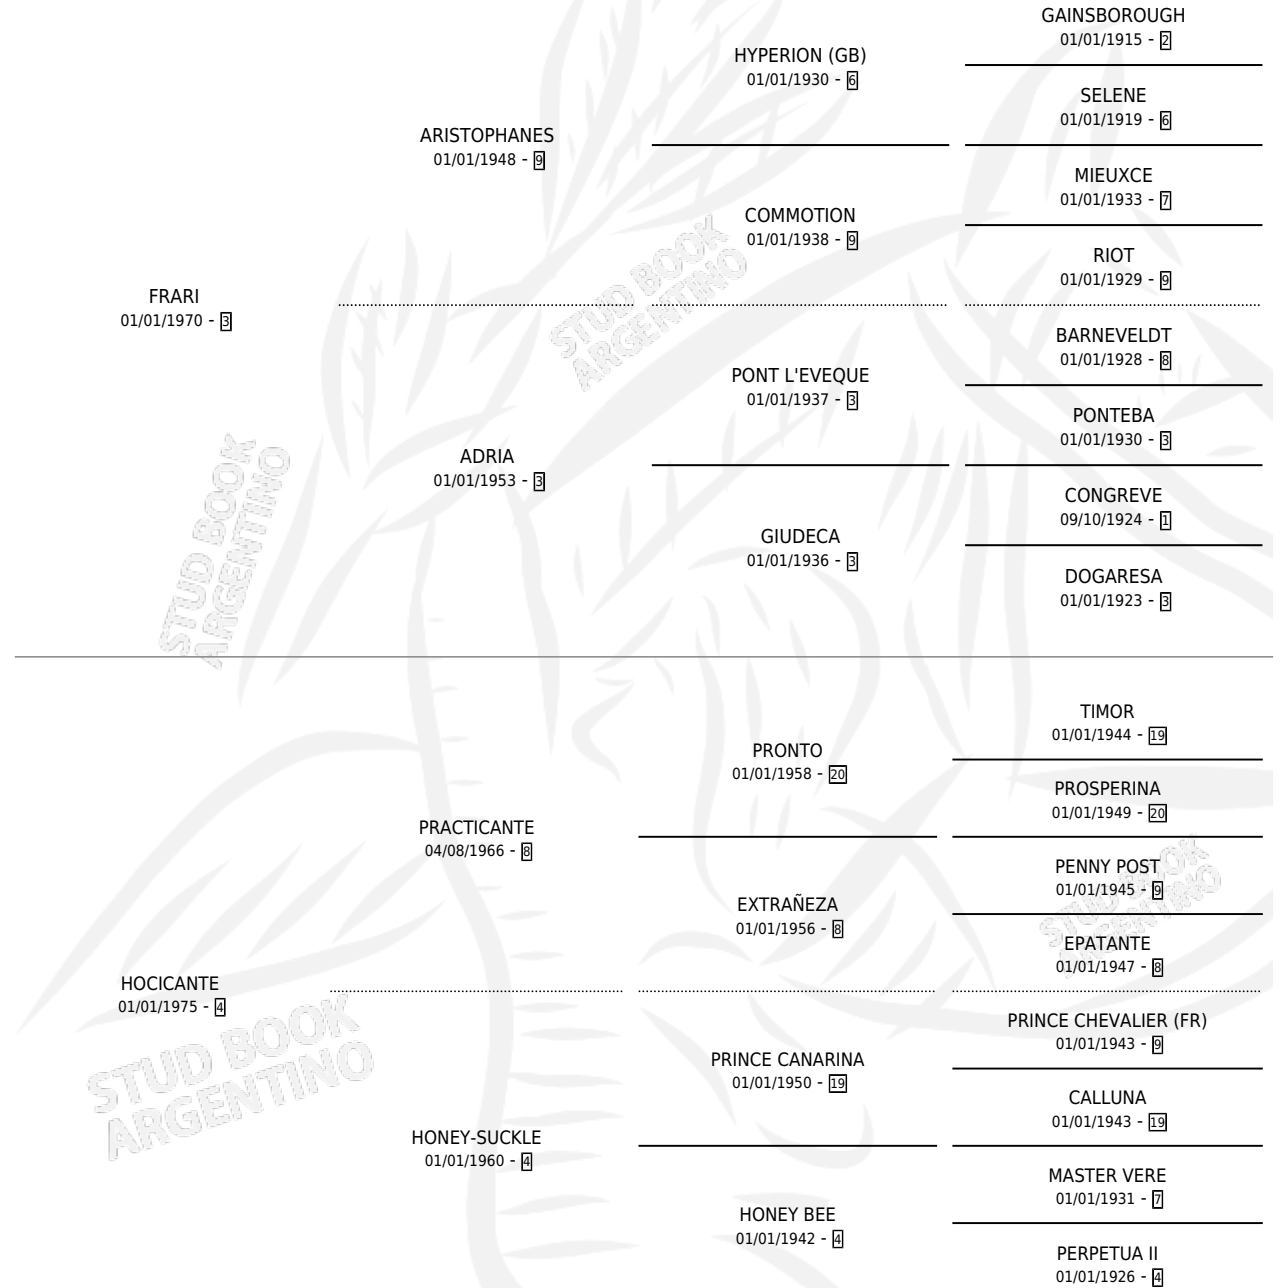 GAINSBOROUGH
01/01/1915 - 2
HYPERION (GB)
01/01/1930 - 6
SELENE
01/01/1919 - 6
ARISTOPHANES
01/01/1948 - 9
MIEUXCE
01/01/1933 - 7
COMMOTION
01/01/1938 - 9
RIOT
01/01/1929 - 9
FRARI
01/01/1970 - 3
BARNEVELDT
01/01/1928 - 8
PONT L'EVEQUE
01/01/1937 - 3
PONTEBA
01/01/1930 - 3
ADRIA
01/01/1953 - 3
CONGREVE
09/10/1924 - 1
GIUDECA
01/01/1936 - 3
DOGARESA
01/01/1923 - 3
TIMOR
01/01/1944 - 19
PRONTO
01/01/1958 - 20
PROSPERINA
01/01/1949 - 20
PRACTICANTE
04/08/1966 - 8
PENNY POST
01/01/1945 - 9
EXTRAÑEZA
01/01/1956 - 8
EPATANTE
01/01/1947 - 8
HOCICANTE
01/01/1975 - 4
PRINCE CHEVALIER (FR)
01/01/1943 - 9
PRINCE CANARINA
01/01/1950 - 19
CALLUNA
01/01/1943 - 19
HONEY-SUCKLE
01/01/1960 - 4
MASTER VERE
01/01/1931 - 7
HONEY BEE
01/01/1942 - 4
PERPETUA II
01/01/1926 - 4
STUD BOOK
ARGENTINO
STUD BOOK
ARGENTINO
STUD BOOK
ARGENTINO
STUD BOOK
ARGENTINO